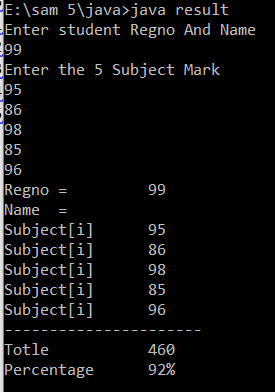 E:\sam 5\java>java result
Enter student Regno And Name
99
Enter the 5 Subject Mark
95
86
98
85
96
Regno = 99
Name =
Subject[i] 95
Subject[i] 86
Subject[i] 98
Subject[i] 85
Subject[i] 96
----------------------
Totle 460
Percentage 92%